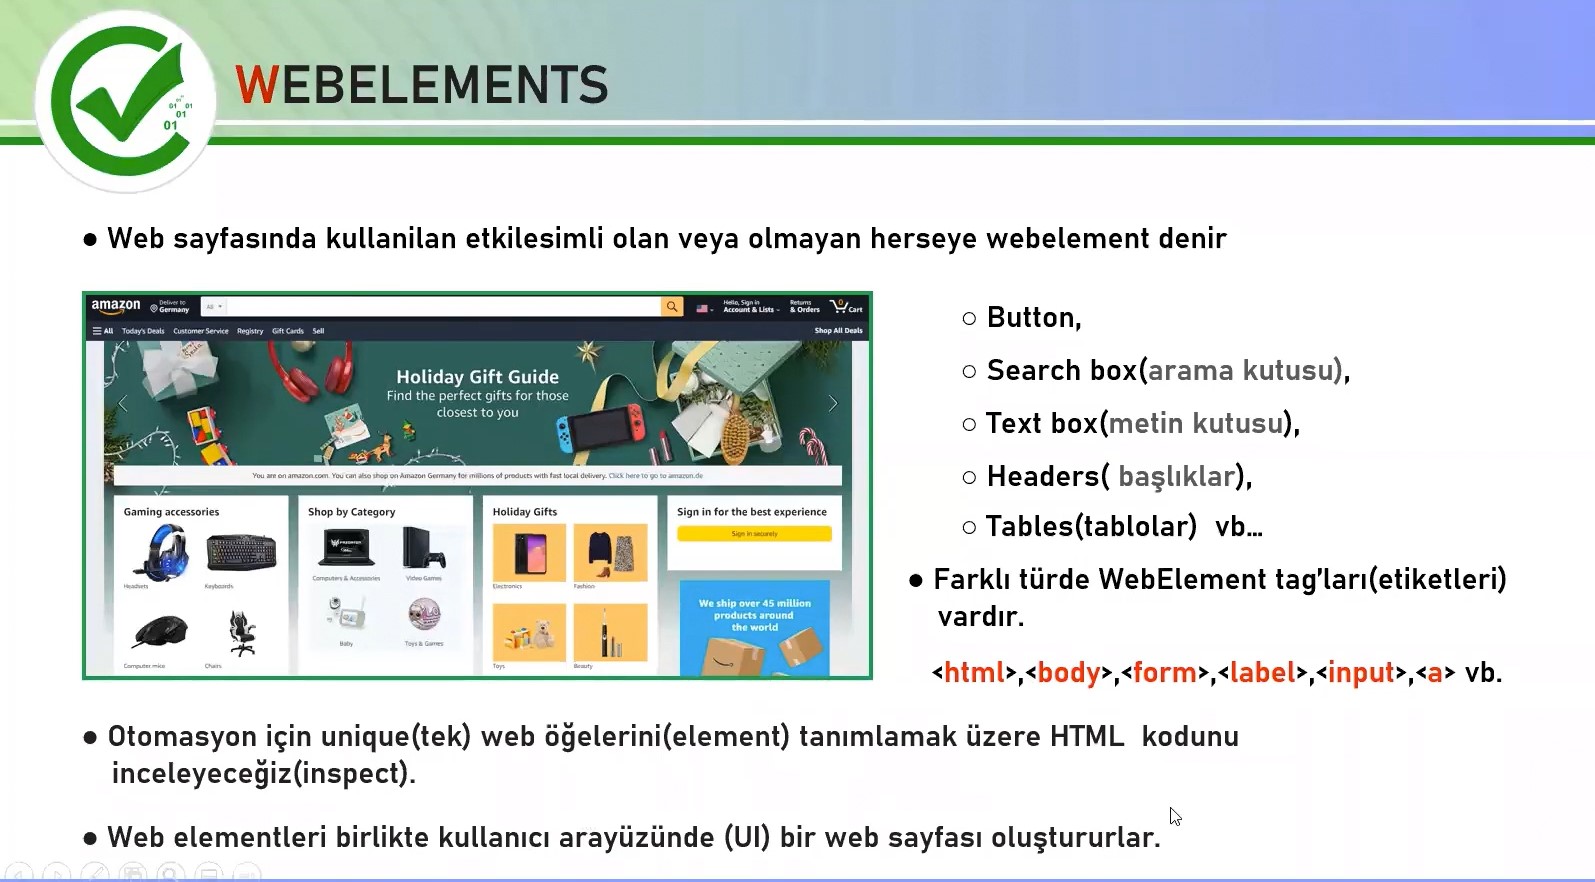 WEBELEMENTS
01 01
01
01
● Web sayfasında kullanilan etkilesimli olan veya olmayan herseye webelement denir
amazon
Deliver to
Germany
All
Hello, Sign in
Account & Lists
Returns
& Orders
0
Cart
All Today's Deals Customer Service Registry Gift Cards Sell
Shop All Deals
Holiday Gift Guide
Find the perfect gifts for those
closest to you
You are on amazon.com. You can also shop on Amazon Germany for millions of products with fast local delivery. Click here to go to amazon.de
Gaming accessories
Headsets
Keyboards
Computer mice
Chairs
Shop by Category
Computers & Accessories
Video Games
Baby
Toys & Games
Holiday Gifts
Electronics
Fashion
Toys
Beauty
Sign in for the best experience
Sign in securely
We ship over 45 million
products around
the world
○ Button,
○ Search box(arama kutusu),
○ Text box(metin kutusu),
○ Headers( başlıklar),
○ Tables(tablolar) vb...
● Farklı türde WebElement tag’ları(etiketleri)
vardır.
<html>,<body>,<form>,<label>,<input>,<a> vb.
● Otomasyon için unique(tek) web öğelerini(element) tanımlamak üzere HTML kodunu
inceleyeceğiz(inspect).
● Web elementleri birlikte kullanıcı arayüzünde (UI) bir web sayfası oluştururlar.